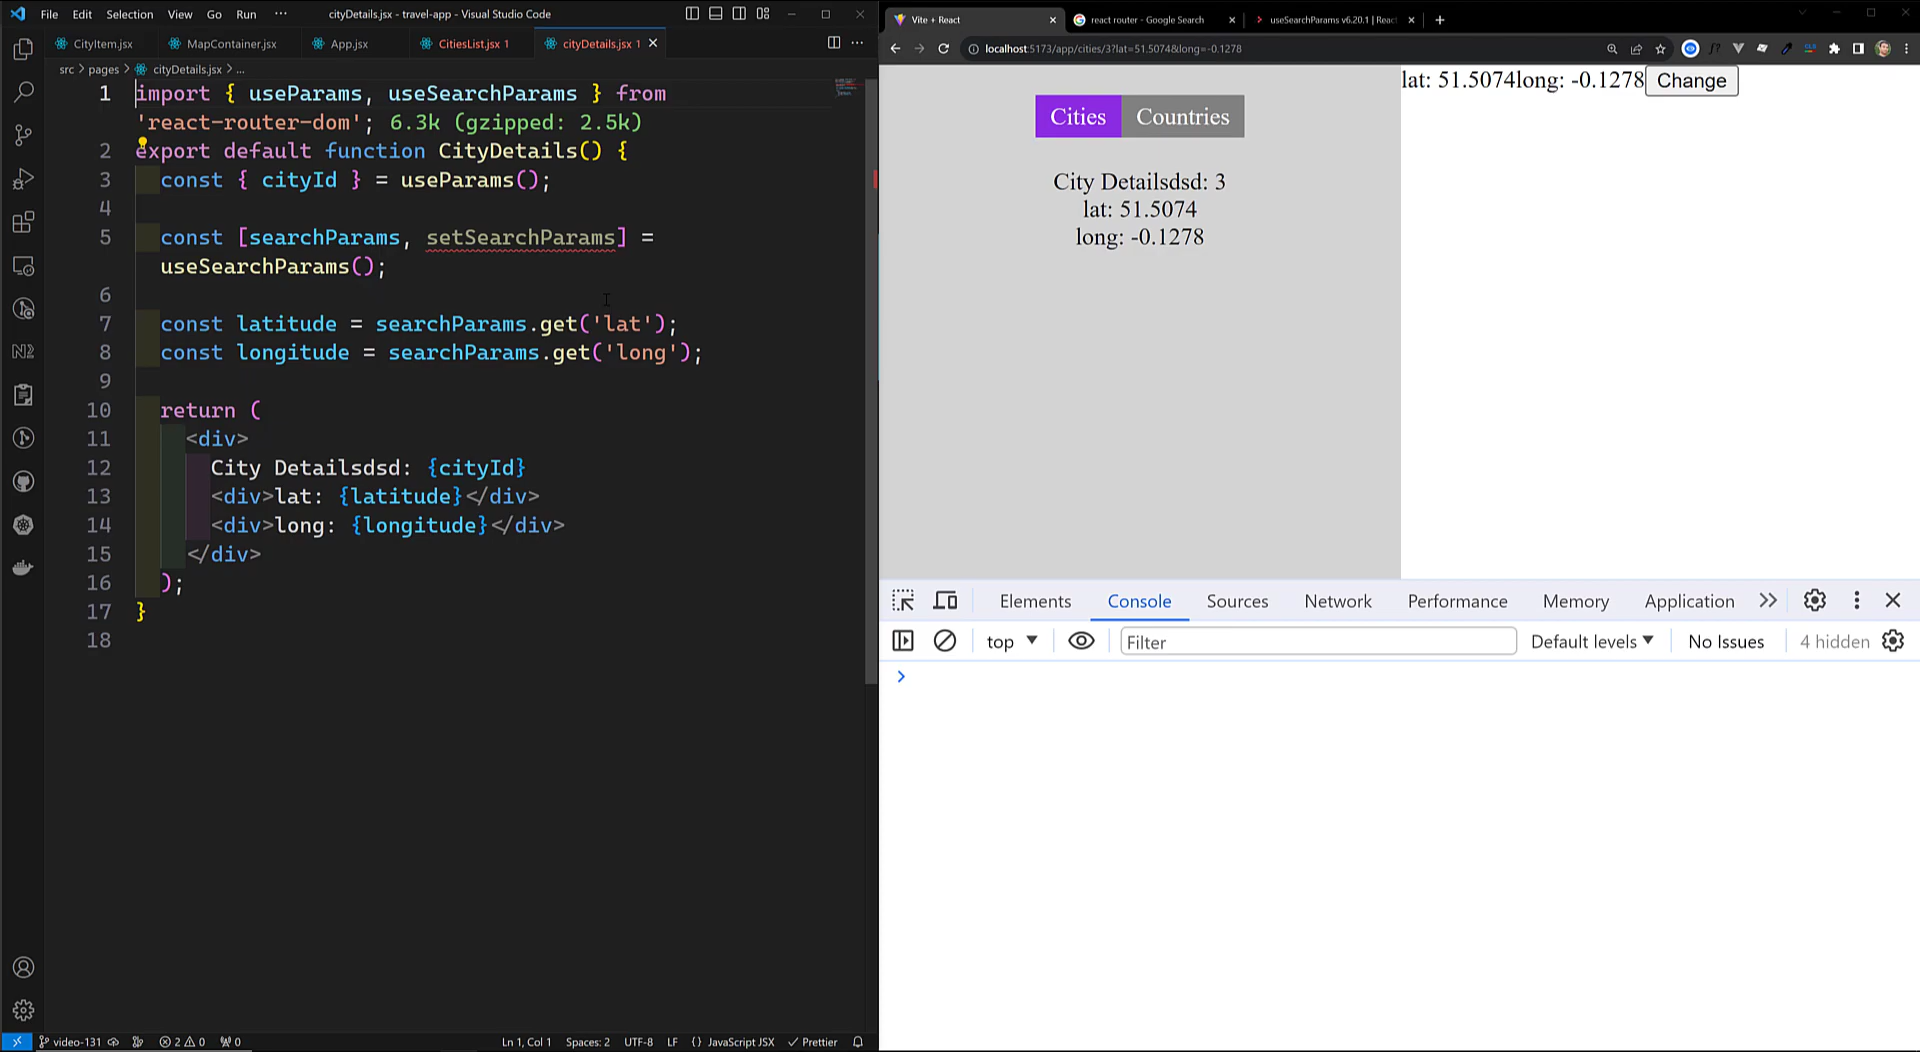 File Edit Selection View Go Run ··· cityDetails.jsx - travel-app - Visual Studio Code
CityItem.jsx MapContainer.jsx App.jsx CitiesList.jsx 1 cityDetails.jsx 1
src > pages > cityDetails.jsx > ...
1 import { useParams, useSearchParams } from
'react-router-dom'; 6.3k (gzipped: 2.5k)
2 export default function CityDetails() {
3 const { cityId } = useParams();
4
5 const [searchParams, setSearchParams] =
useSearchParams();
6
7 const latitude = searchParams.get('lat');
8 const longitude = searchParams.get('long');
9
10 return (
11 <div>
12 City Detailsdsd: {cityId}
13 <div>lat: {latitude}</div>
14 <div>long: {longitude}</div>
15 </div>
16 );
17 }
18
video-131 2 0 0 Ln 1, Col 1 Spaces: 2 UTF-8 LF {} JavaScript JSX Prettier
Vite + React react router - Google Search useSearchParams v6.20.1 | Reac
localhost:5173/app/cities/3?lat=51.5074&long=-0.1278
Cities Countries
City Detailsdsd: 3
lat: 51.5074
long: -0.1278
lat: 51.5074long: -0.1278 Change
Elements Console Sources Network Performance Memory Application
top Filter Default levels No Issues 4 hidden